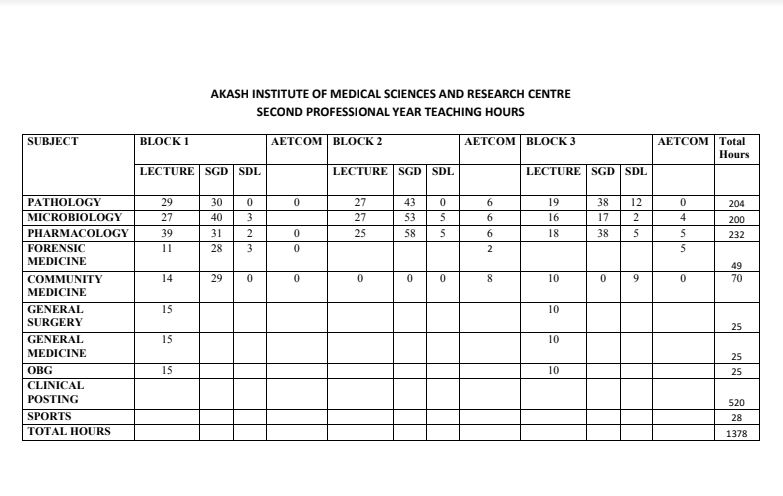 AKASH INSTITUTE OF MEDICAL SCIENCES AND RESEARCH CENTRE
SECOND PROFESSIONAL YEAR TEACHING HOURS
SUBJECT BLOCK 1 AETCOM BLOCK 2 AETCOM BLOCK 3 AETCOM Total Hours
LECTURE SGD SDL LECTURE SGD SDL LECTURE SGD SDL
PATHOLOGY 29 30 0 0 27 43 0 6 19 38 12 0 204
MICROBIOLOGY 27 40 3 27 53 5 6 16 17 2 4 200
PHARMACOLOGY 39 31 2 0 25 58 5 6 18 38 5 5 232
FORENSIC MEDICINE 11 28 3 0 2 5 49
COMMUNITY MEDICINE 14 29 0 0 0 0 0 8 10 0 9 0 70
GENERAL SURGERY 15 10 25
GENERAL MEDICINE 15 10 25
OBG 15 10 25
CLINICAL POSTING 520
SPORTS 28
TOTAL HOURS 1378